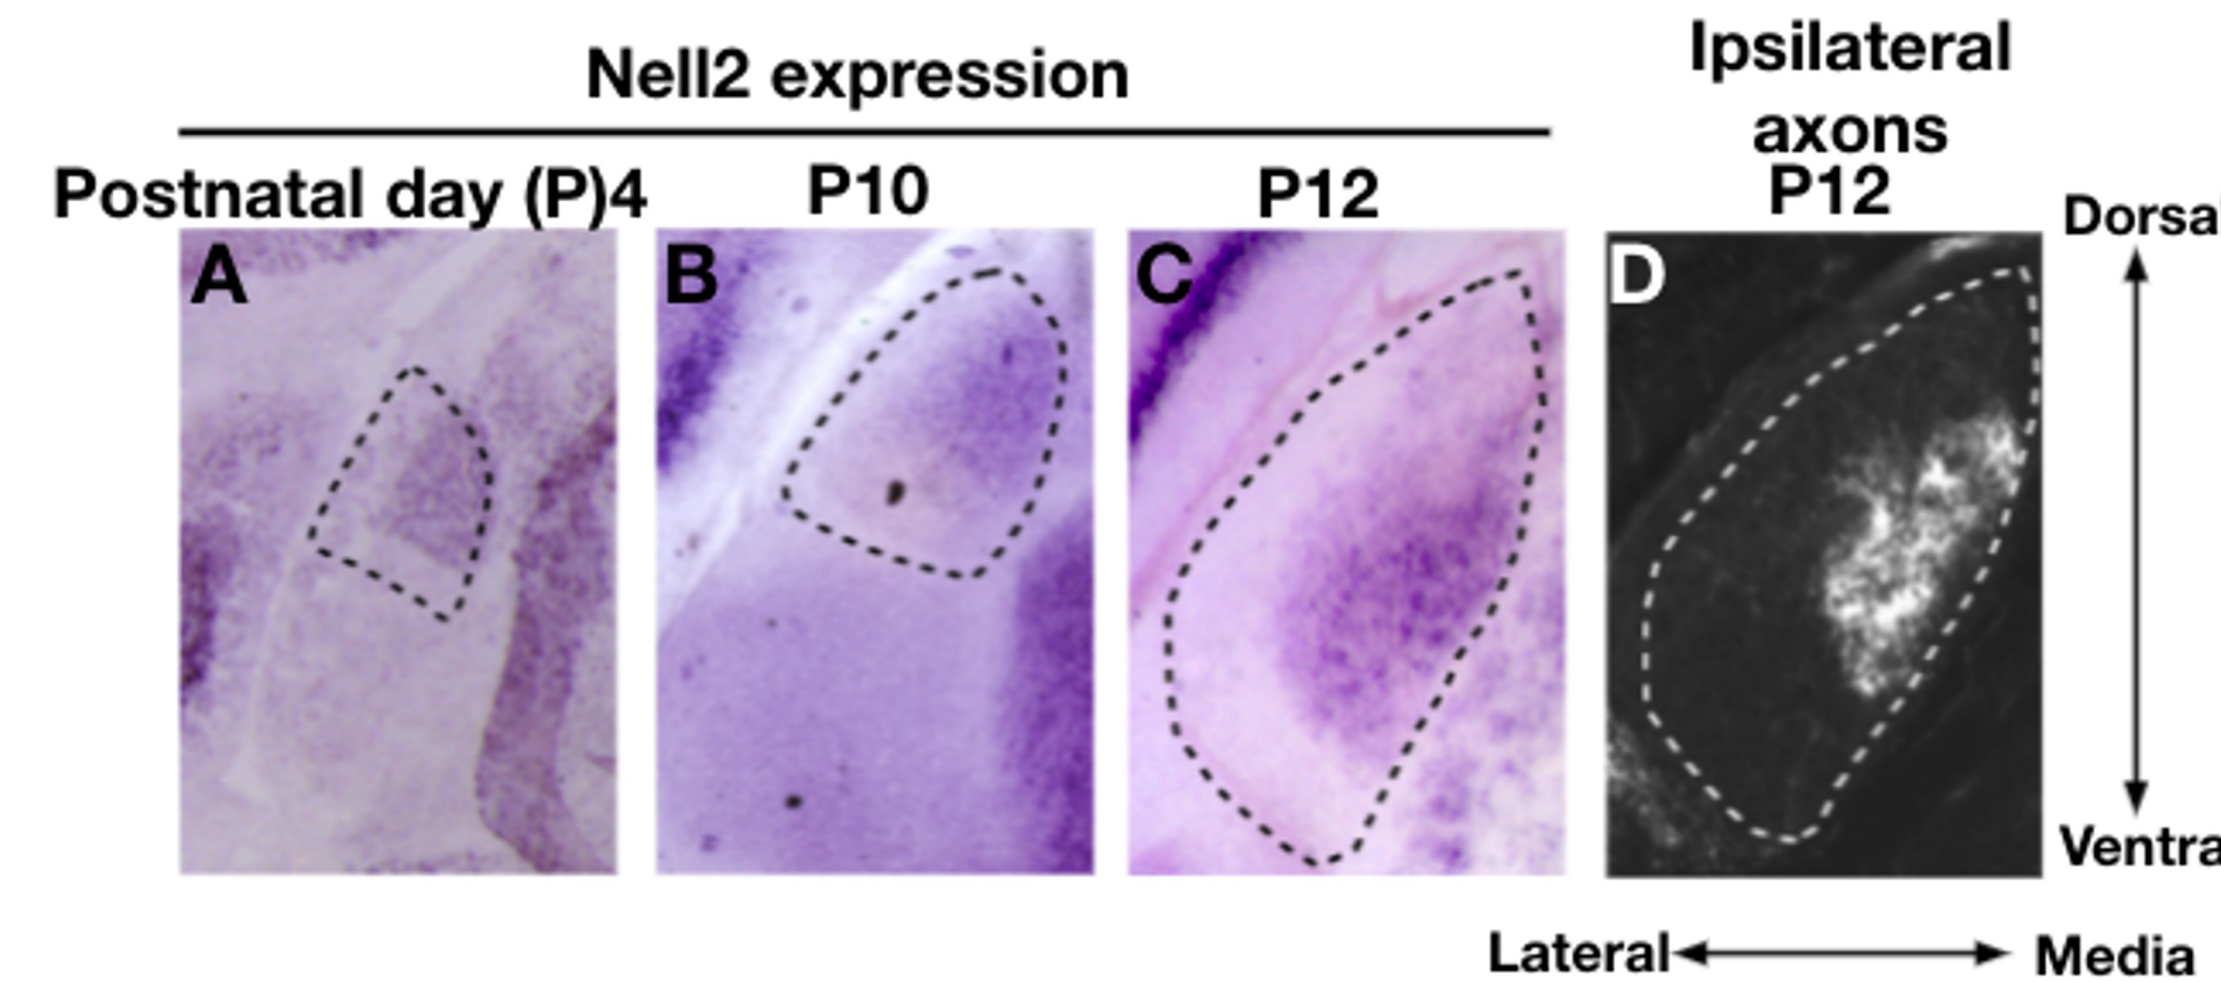 Nell2 expression
Ipsilateral
axons
Postnatal day (P)4
P10
P12
P12
A
B
C
D
Dorsal
Ventra
Lateral
Media